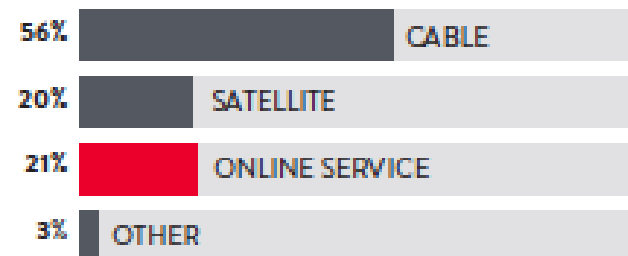 56% CABLE
20% SATELLITE
21% ONLINE SERVICE
3% OTHER